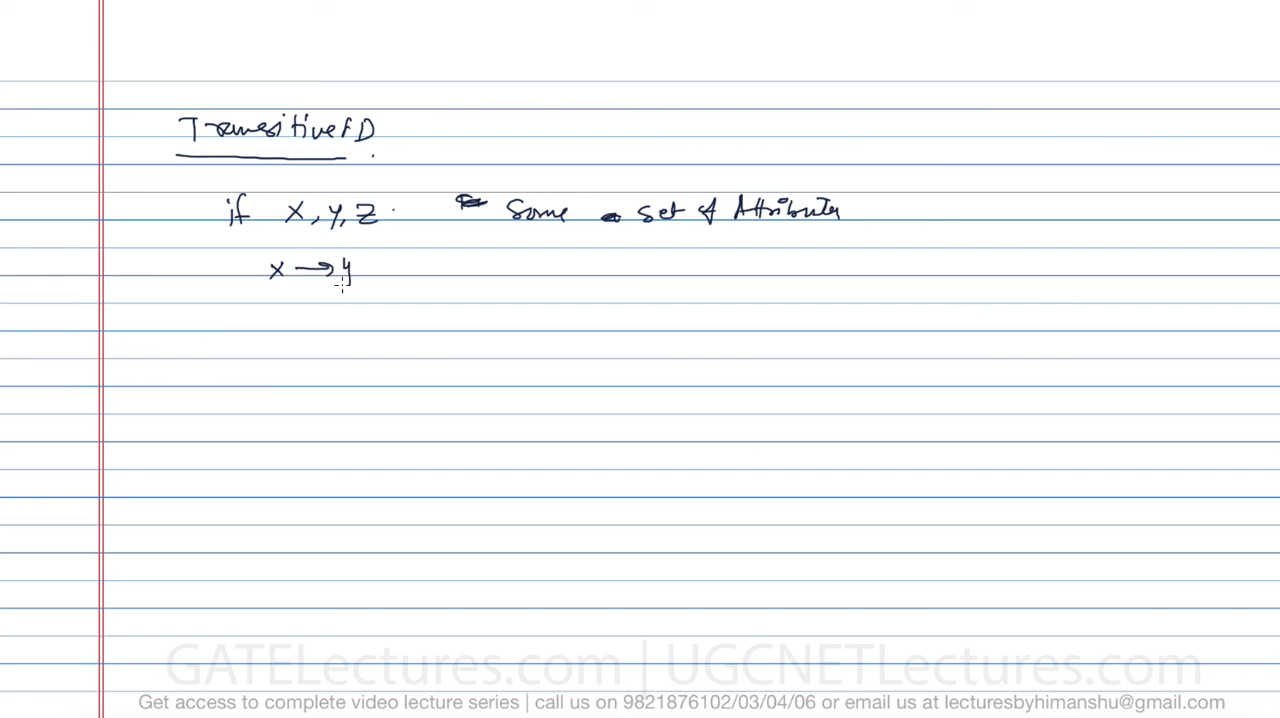 Transitive FD
if X, Y, Z . Some set of Attributes
X → Y
GATELectures.com | UGCNETLectures.com
Get access to complete video lecture series | call us on 9821876102/03/04/06 or email us at lecturesbyhimanshu@gmail.com